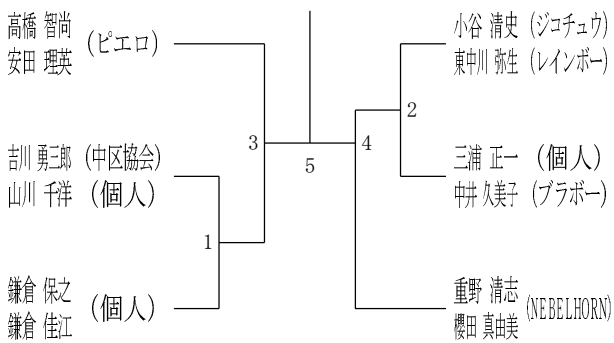 高橋 智尚
安田 理英 (ピエロ)
吉川 勇三郎 (中区協会)
山川 千洋 (個人)
鎌倉 保之
鎌倉 佳江 (個人)
1
3
5
4
2
小谷 清史 (ジコチュウ)
東中川 弥生 (レインボー)
三浦 正一 (個人)
中井 久美子 (ブラボー)
重野 清志
櫻田 真由美 (NEBELHORN)